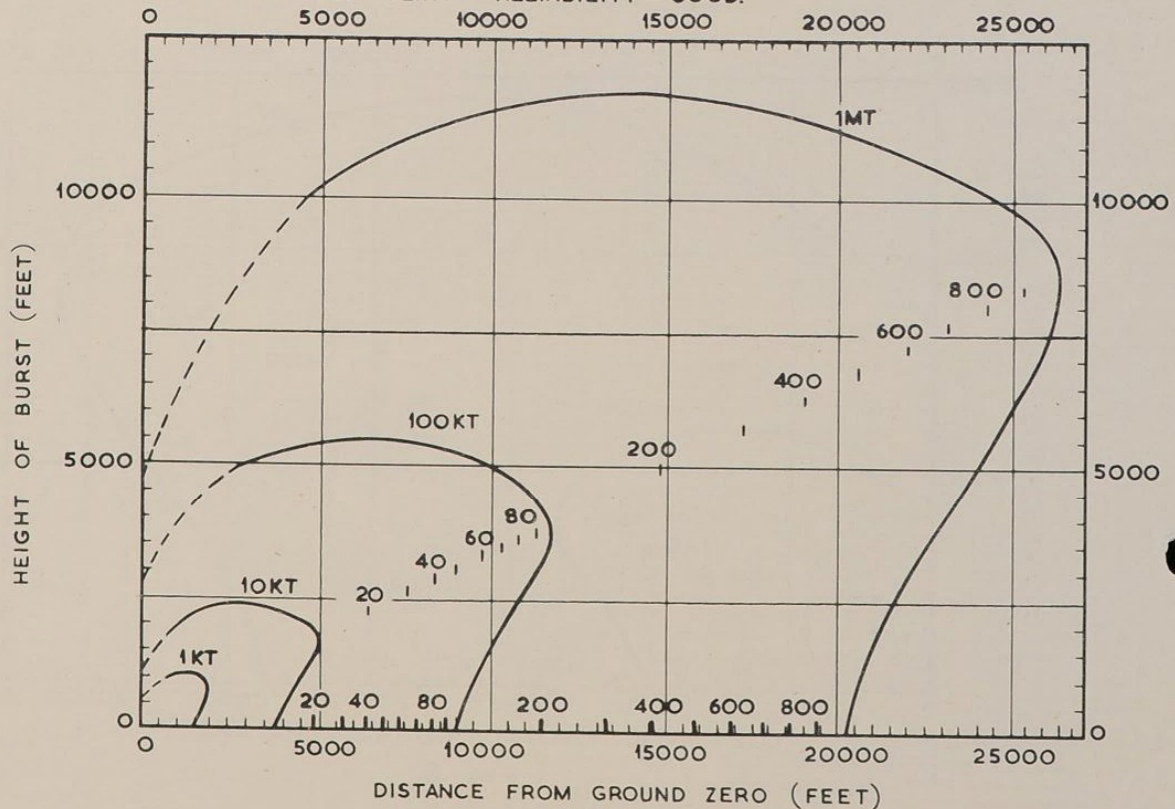 RELIABILITY GOOD.
0 5000 10000 15000 20000 25000
1MT
10000 10000
800
600
400
100KT
200
5000 5000
80
60
40
10KT
20
1KT
20 40 80 200 400 600 800
0 0
0 5000 10000 15000 20000 25000
HEIGHT OF BURST (FEET)
DISTANCE FROM GROUND ZERO (FEET)